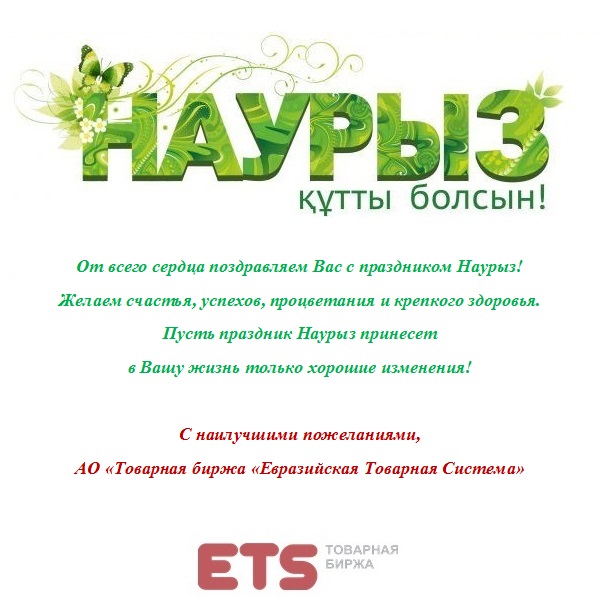 НАУРЫЗ
құтты болсын!
От всего сердца поздравляем Вас с праздником Наурыз!
Желаем счастья, успехов, процветания и крепкого здоровья.
Пусть праздник Наурыз принесет
в Вашу жизнь только хорошие изменения!
С наилучшими пожеланиями,
АО «Товарная биржа «Евразийская Товарная Система»
ETS ТОВАРНАЯ
БИРЖА